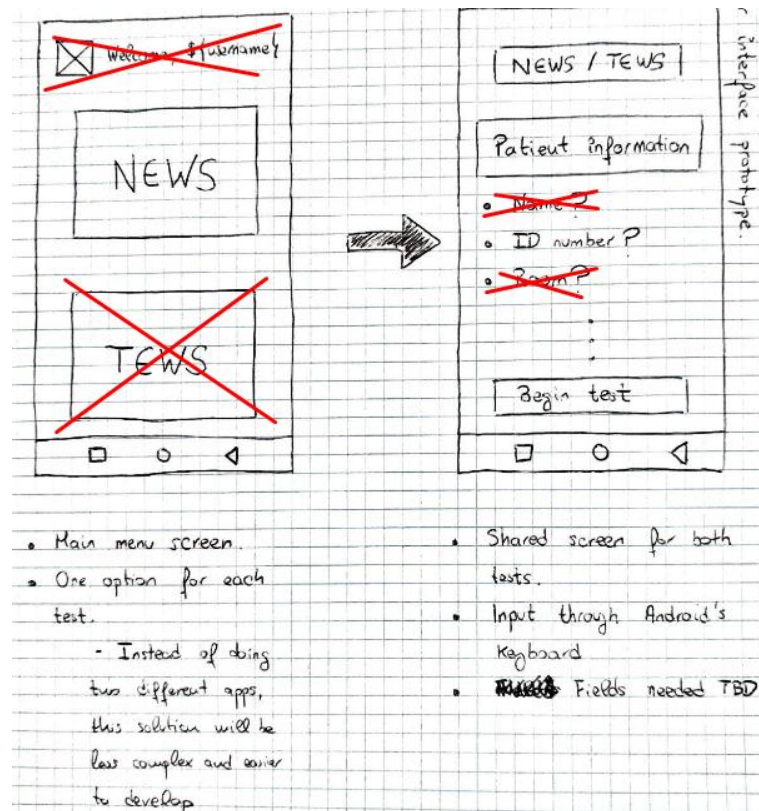 Welcome, ${username}
NEWS
TEWS
NEWS / TEWS
Patient information
• Name?
• ID number?
• Room?
Begin test
r interface prototype.
• Main menu screen.
• One option for each
test.
- Instead of doing
two different apps,
this solution will be
less complex and easier
to develop
• Shared screen for both
tests.
• Input through Android's
Keyboard
• Fields needed TBD